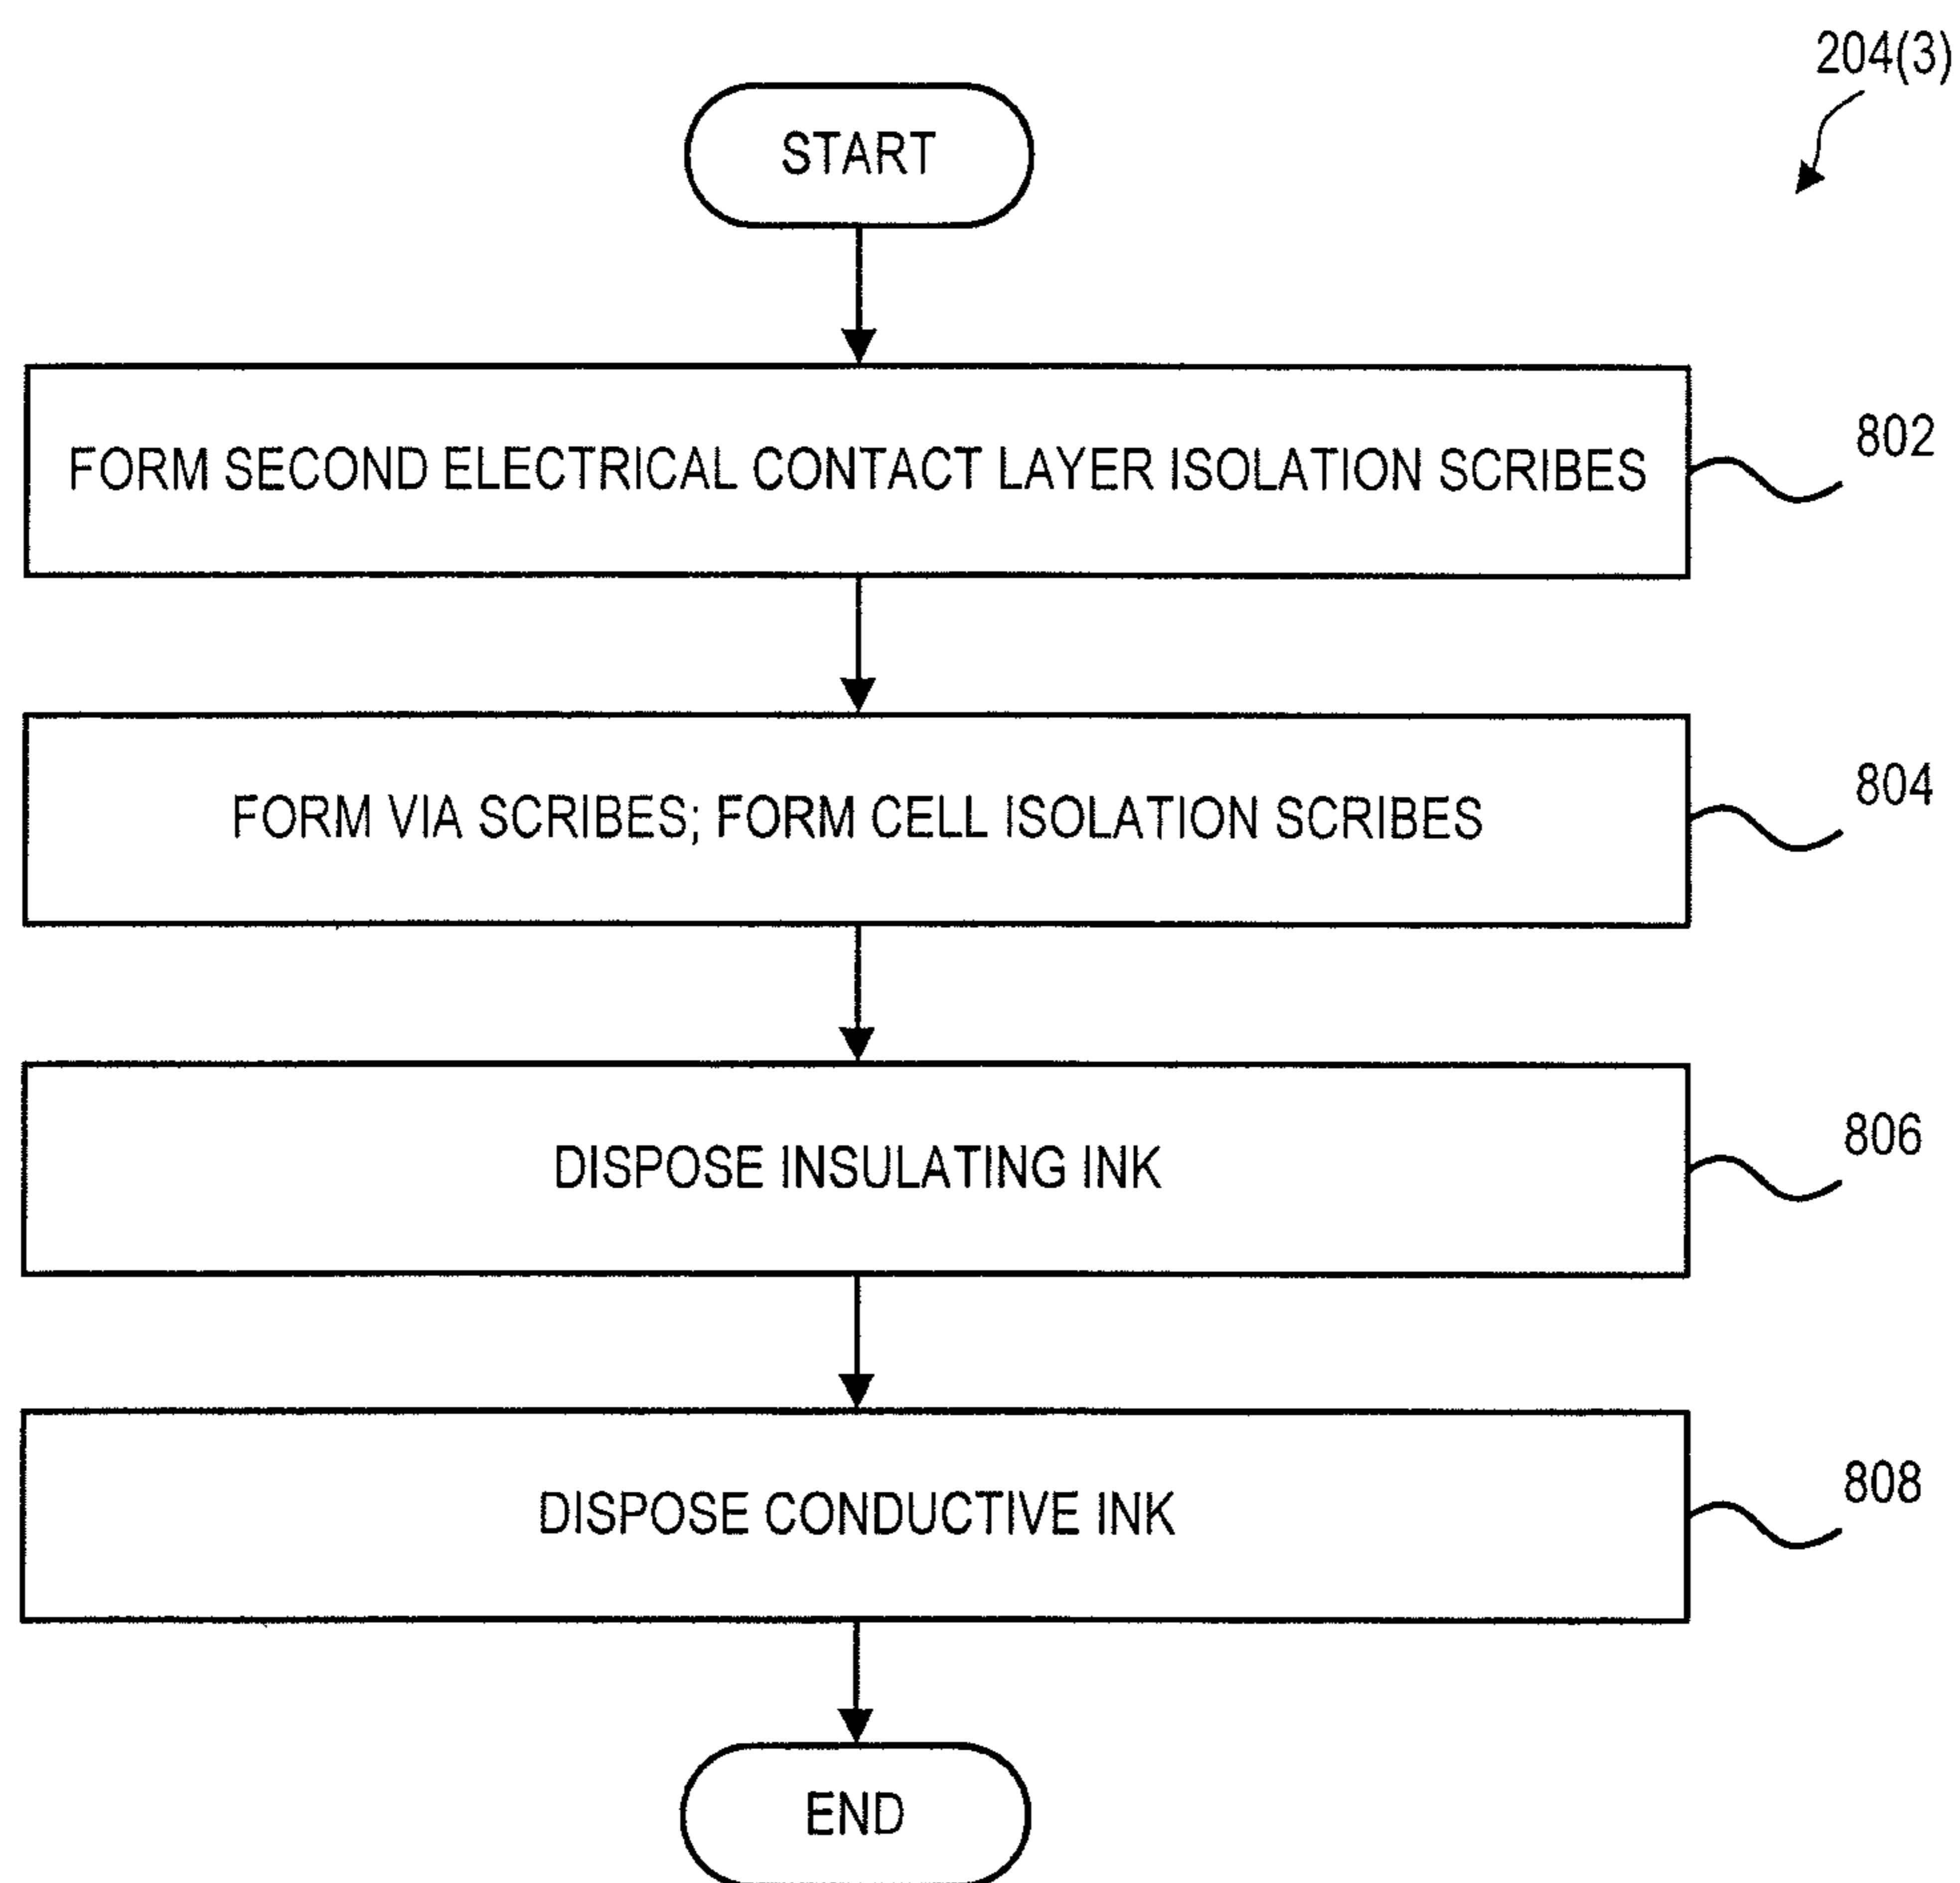 204(3)
START
FORM SECOND ELECTRICAL CONTACT LAYER ISOLATION SCRIBES
802
FORM VIA SCRIBES; FORM CELL ISOLATION SCRIBES
804
DISPOSE INSULATING INK
806
DISPOSE CONDUCTIVE INK
808
END